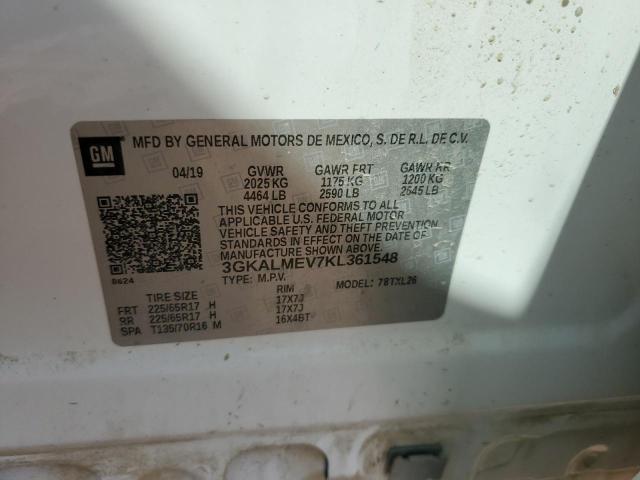 GM
MFD BY GENERAL MOTORS DE MEXICO, S. DE R.L. DE C.V.
04/19 GVWR GAWR FRT GAWR RR
2025 KG 1175 KG 1200 KG
4464 LB 2590 LB 2645 LB
THIS VEHICLE CONFORMS TO ALL
APPLICABLE U.S. FEDERAL MOTOR
VEHICLE SAFETY AND THEFT PREVENTION
STANDARDS IN EFFECT ON THE DATE OF
MANUFACTURE SHOWN ABOVE.
3GKALMEV7KL361548
0624 TYPE: M.P.V. MODEL: 78TXL26
TIRE SIZE RIM
FRT 225/65R17 H 17X7J
RR 225/65R17 H 17X7J
SPA T135/70R16 M 16X4BT